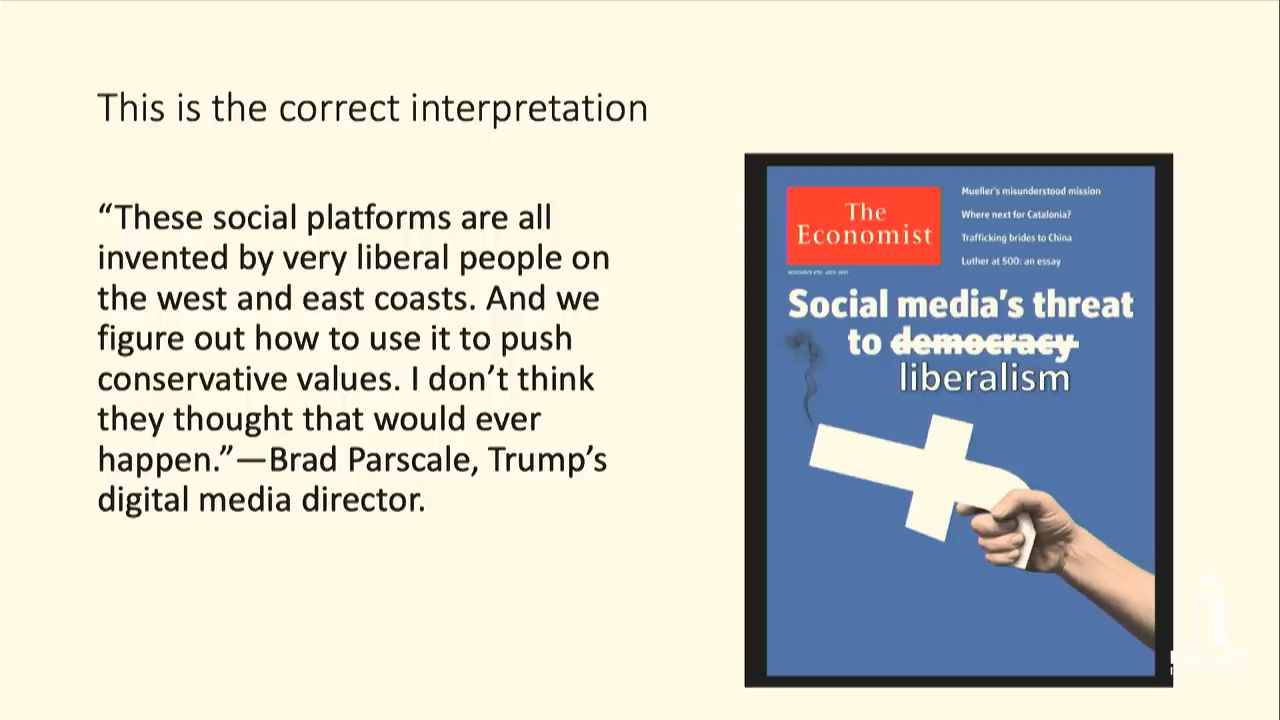 This is the correct interpretation
“These social platforms are all
invented by very liberal people on
the west and east coasts. And we
figure out how to use it to push
conservative values. I don’t think
they thought that would ever
happen.”—Brad Parscale, Trump’s
digital media director.
The
Economist
Mueller's misunderstood mission
Where next for Catalonia?
Trafficking brides to China
Luther at 500: an essay
Social media's threat
to democracy
liberalism